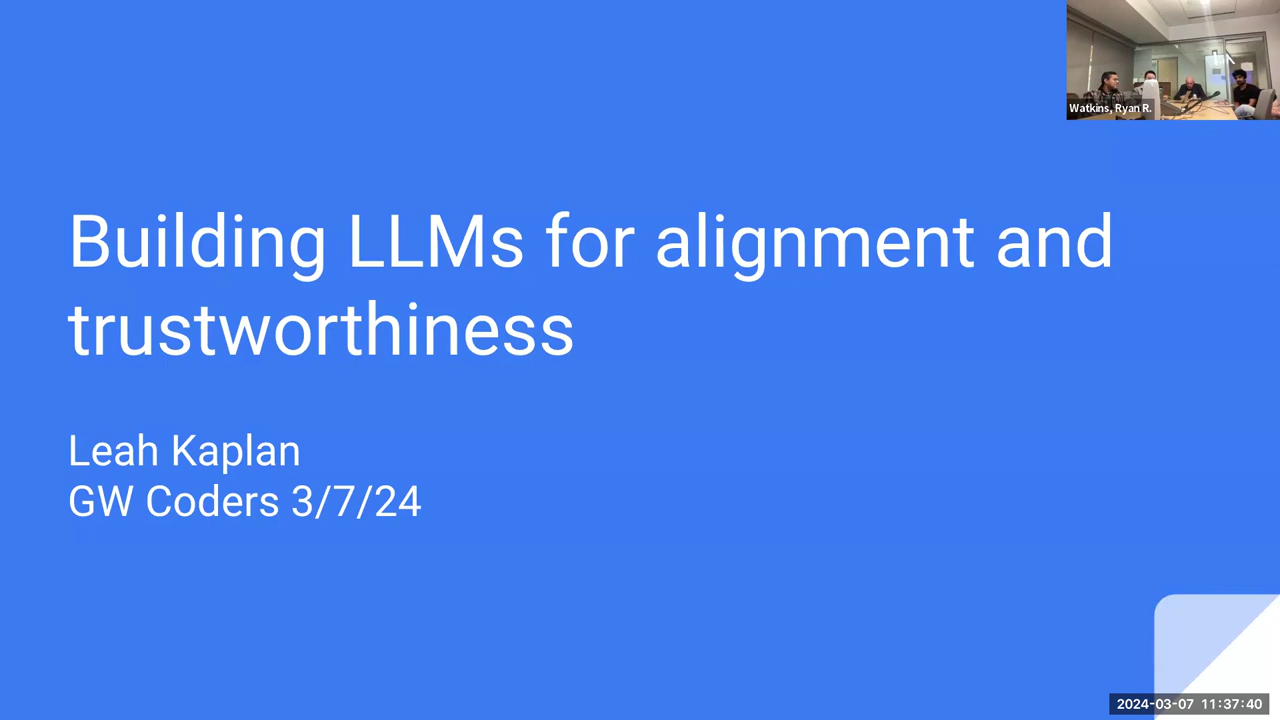 Watkins, Ryan R.
Building LLMs for alignment and
trustworthiness
Leah Kaplan
GW Coders 3/7/24
2024-03-07 11:37:40